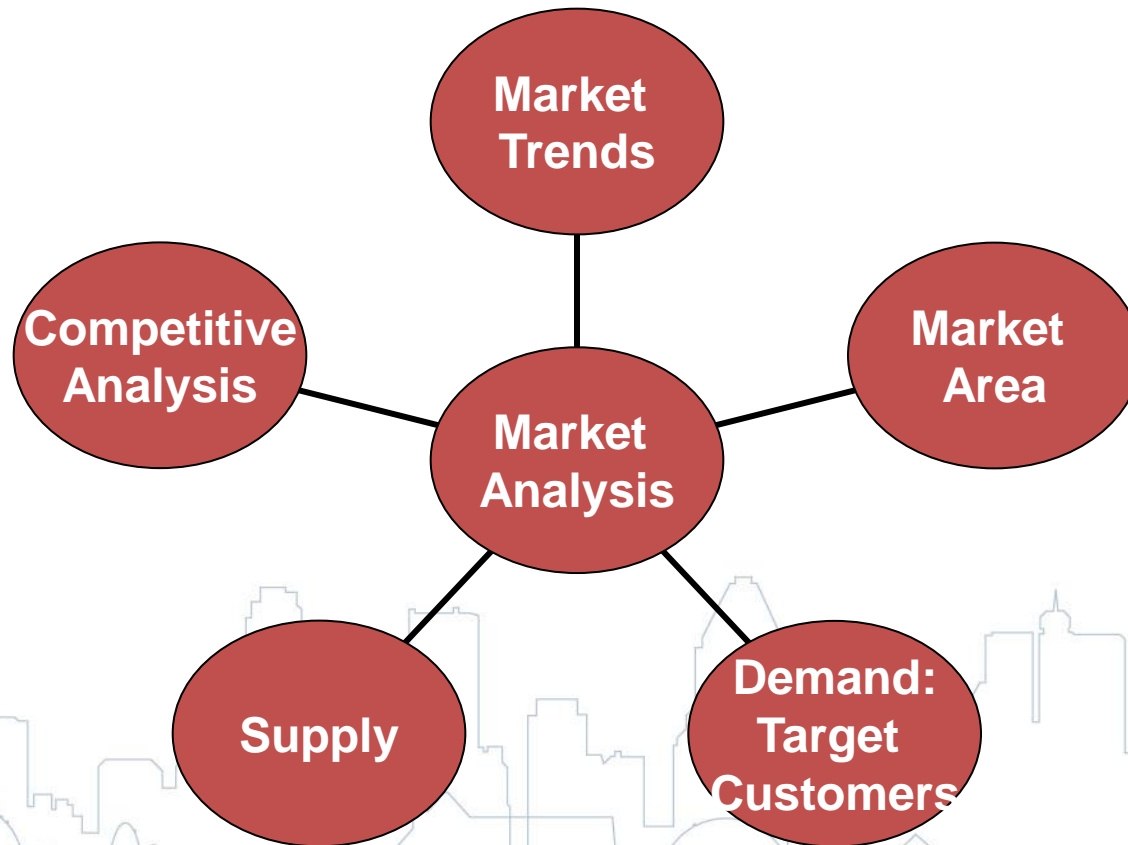 Market
Trends
Competitive
Analysis
Market
Area
Market
Analysis
Supply
Demand:
Target
Customers